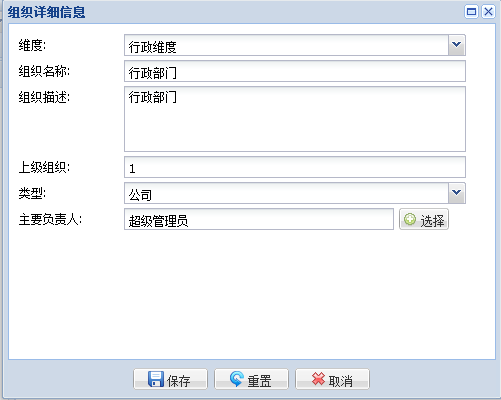 组织详细信息
维度: 行政维度
组织名称: 行政部门
组织描述: 行政部门
上级组织: 1
类型: 公司
主要负责人: 超级管理员 选择
保存 重置 取消